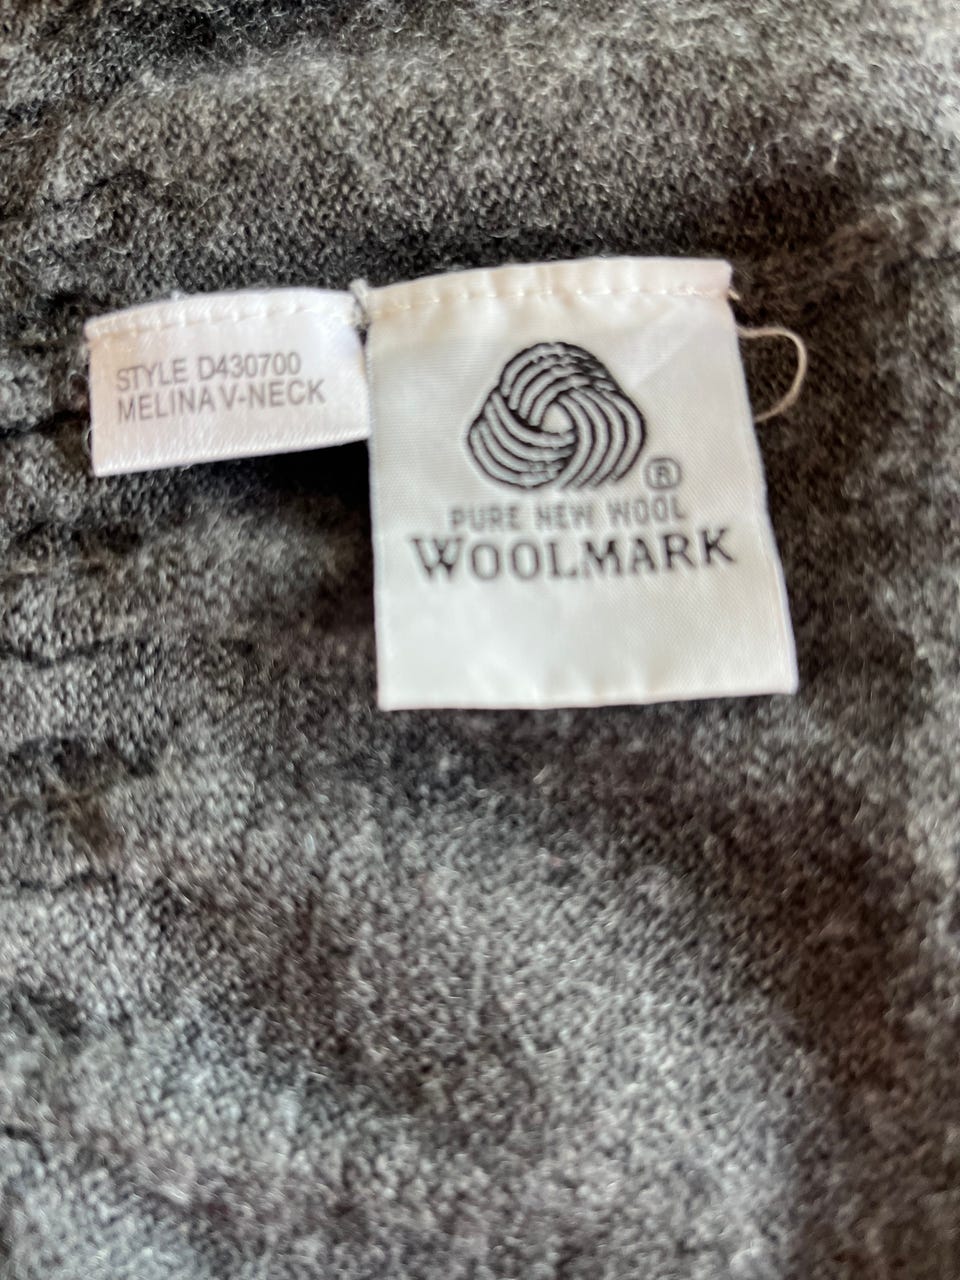 STYLE D430700
MELINA V-NECK
®
PURE NEW WOOL
WOOLMARK